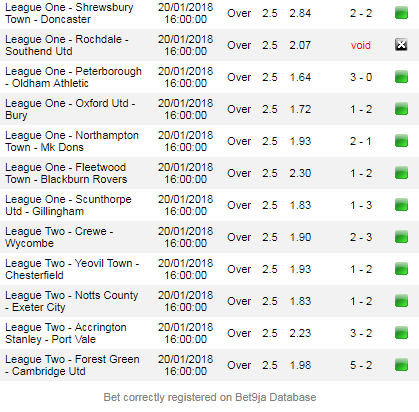 League One - Shrewsbury Town - Doncaster 20/01/2018 16:00:00 Over 2.5 2.84 2 - 2
League One - Rochdale - Southend Utd 20/01/2018 16:00:00 Over 2.5 2.07 void
League One - Peterborough - Oldham Athletic 20/01/2018 16:00:00 Over 2.5 1.64 3 - 0
League One - Oxford Utd - Bury 20/01/2018 16:00:00 Over 2.5 1.72 1 - 2
League One - Northampton Town - Mk Dons 20/01/2018 16:00:00 Over 2.5 1.93 2 - 1
League One - Fleetwood Town - Blackburn Rovers 20/01/2018 16:00:00 Over 2.5 2.30 1 - 2
League One - Scunthorpe Utd - Gillingham 20/01/2018 16:00:00 Over 2.5 1.83 1 - 3
League Two - Crewe - Wycombe 20/01/2018 16:00:00 Over 2.5 1.90 2 - 3
League Two - Yeovil Town - Chesterfield 20/01/2018 16:00:00 Over 2.5 1.93 1 - 2
League Two - Notts County - Exeter City 20/01/2018 16:00:00 Over 2.5 1.83 1 - 2
League Two - Accrington Stanley - Port Vale 20/01/2018 16:00:00 Over 2.5 2.23 3 - 2
League Two - Forest Green - Cambridge Utd 20/01/2018 16:00:00 Over 2.5 1.98 5 - 2
Bet correctly registered on Bet9ja Database